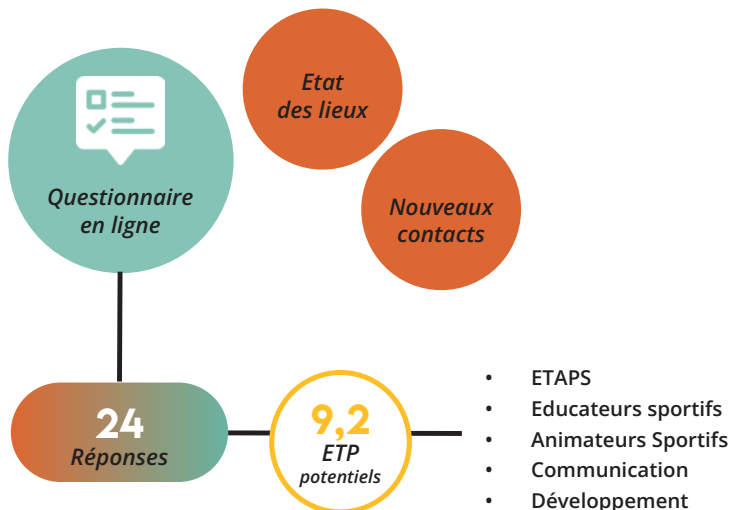 Etat
des lieux
Questionnaire
en ligne
Nouveaux
contacts
24
Réponses
9,2
ETP
potentiels
• ETAPS
• Educateurs sportifs
• Animateurs Sportifs
• Communication
• Développement